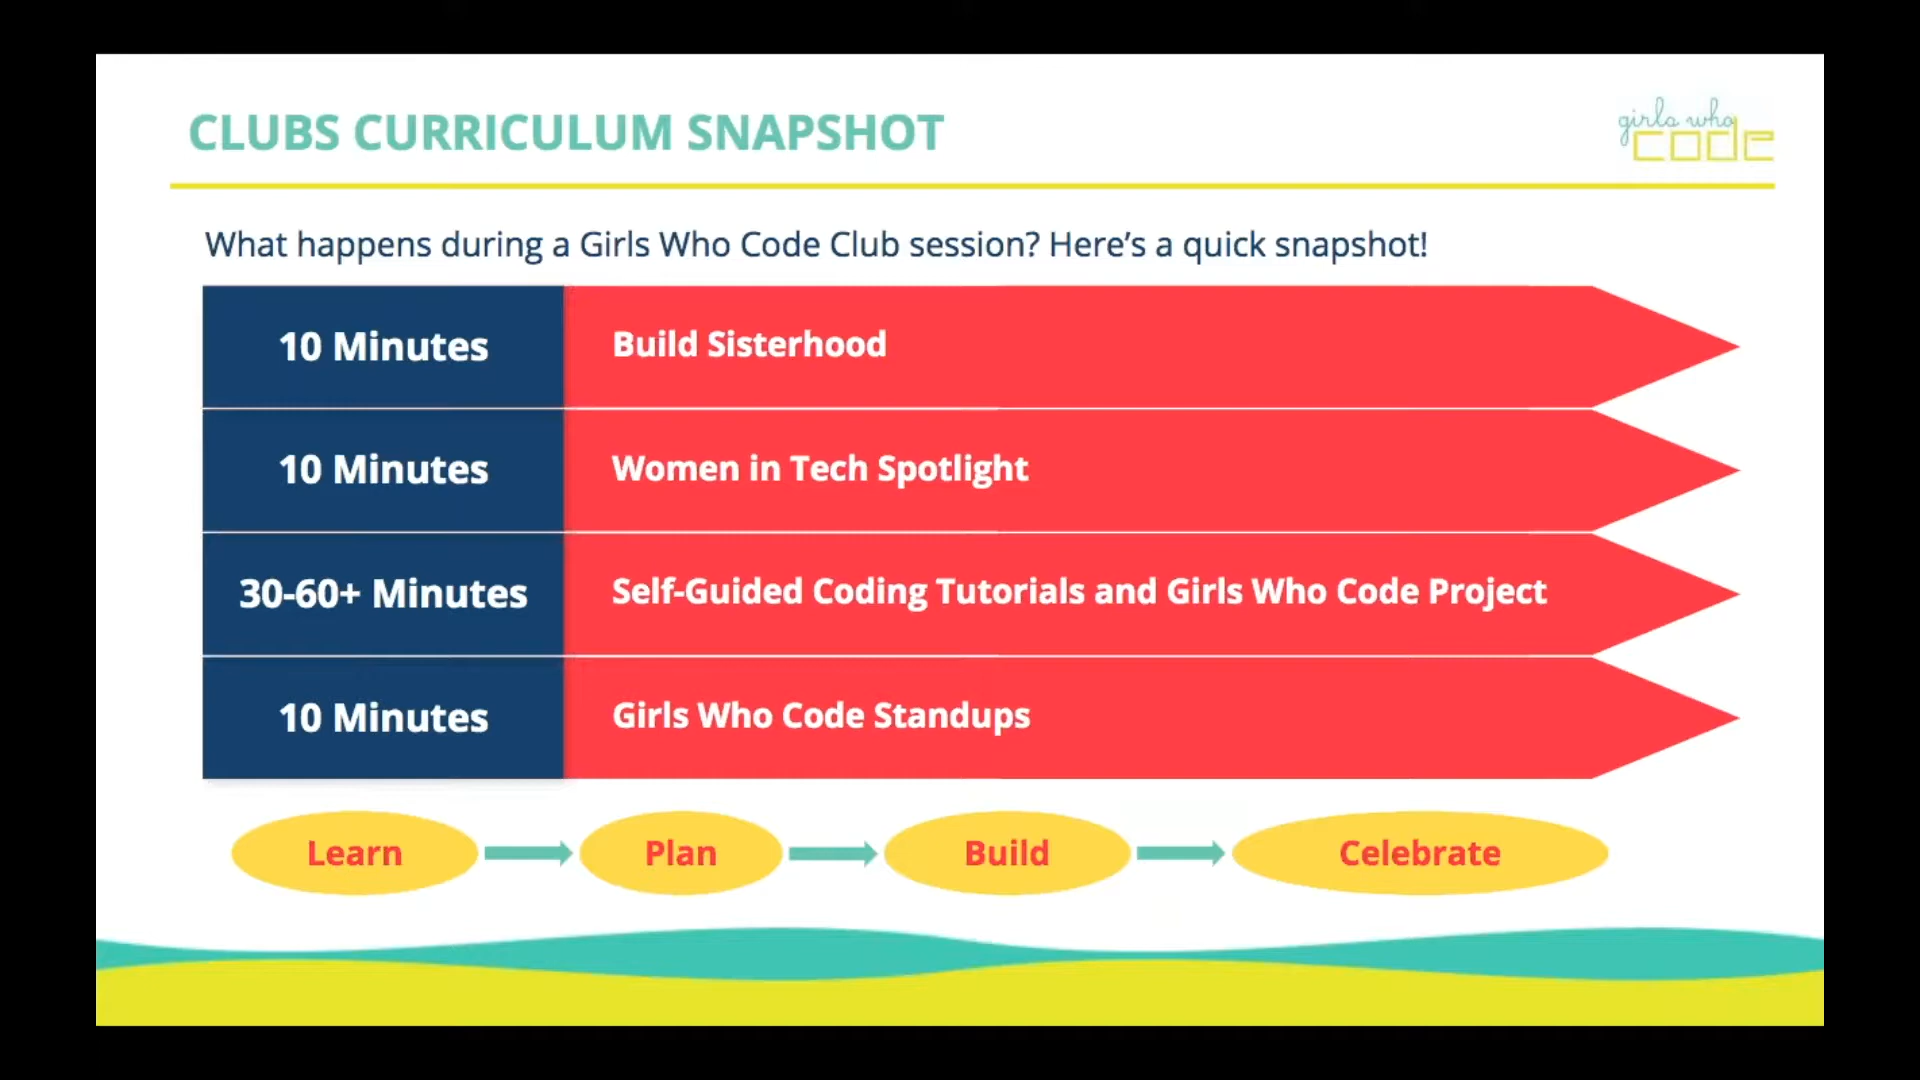 CLUBS CURRICULUM SNAPSHOT
girls who
code
What happens during a Girls Who Code Club session? Here’s a quick snapshot!
10 Minutes
Build Sisterhood
10 Minutes
Women in Tech Spotlight
30-60+ Minutes
Self-Guided Coding Tutorials and Girls Who Code Project
10 Minutes
Girls Who Code Standups
Learn
Plan
Build
Celebrate